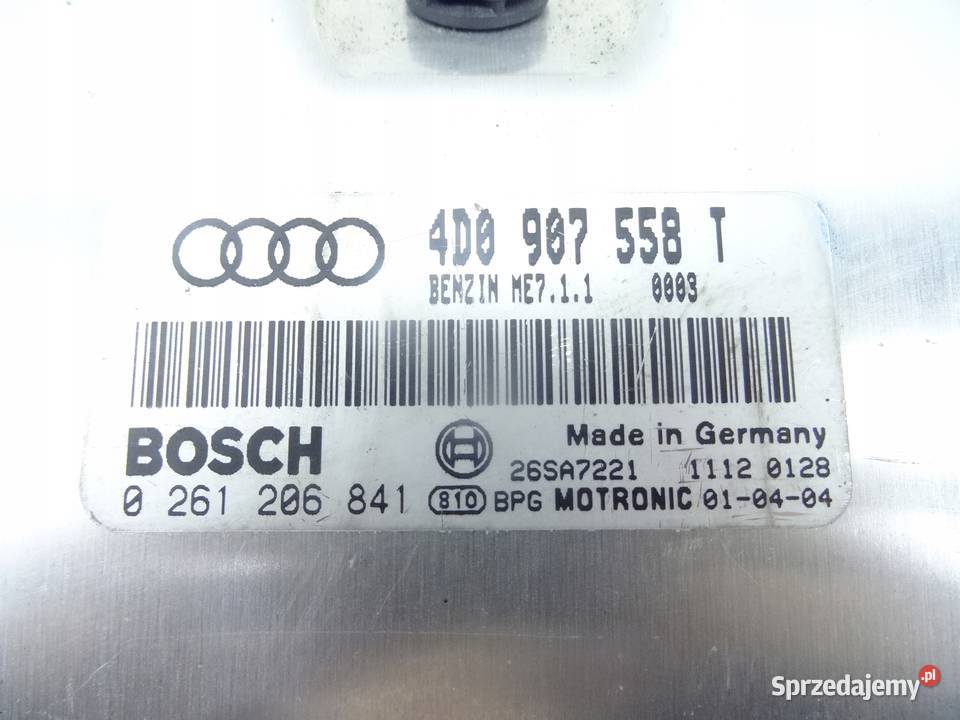 4D0 907 558 T
BENZIN ME7.1.1 0003
BOSCH
Made in Germany
26SA7221 1112 0128
0 261 206 841 810 BPG MOTRONIC 01-04-04
Sprzedajemy.pl